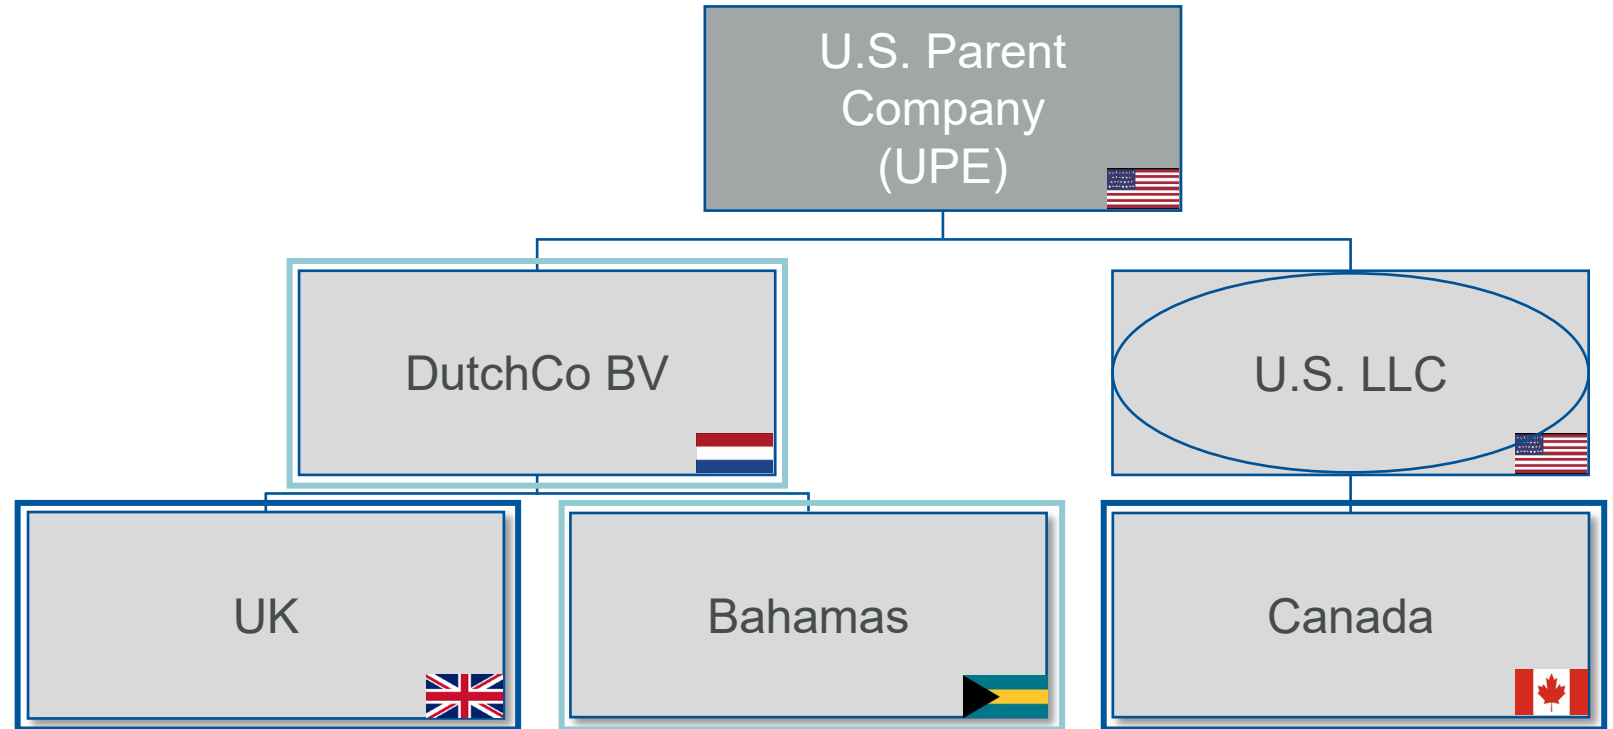 U.S. Parent
Company
(UPE)
DutchCo BV
U.S. LLC
UK
Bahamas
Canada